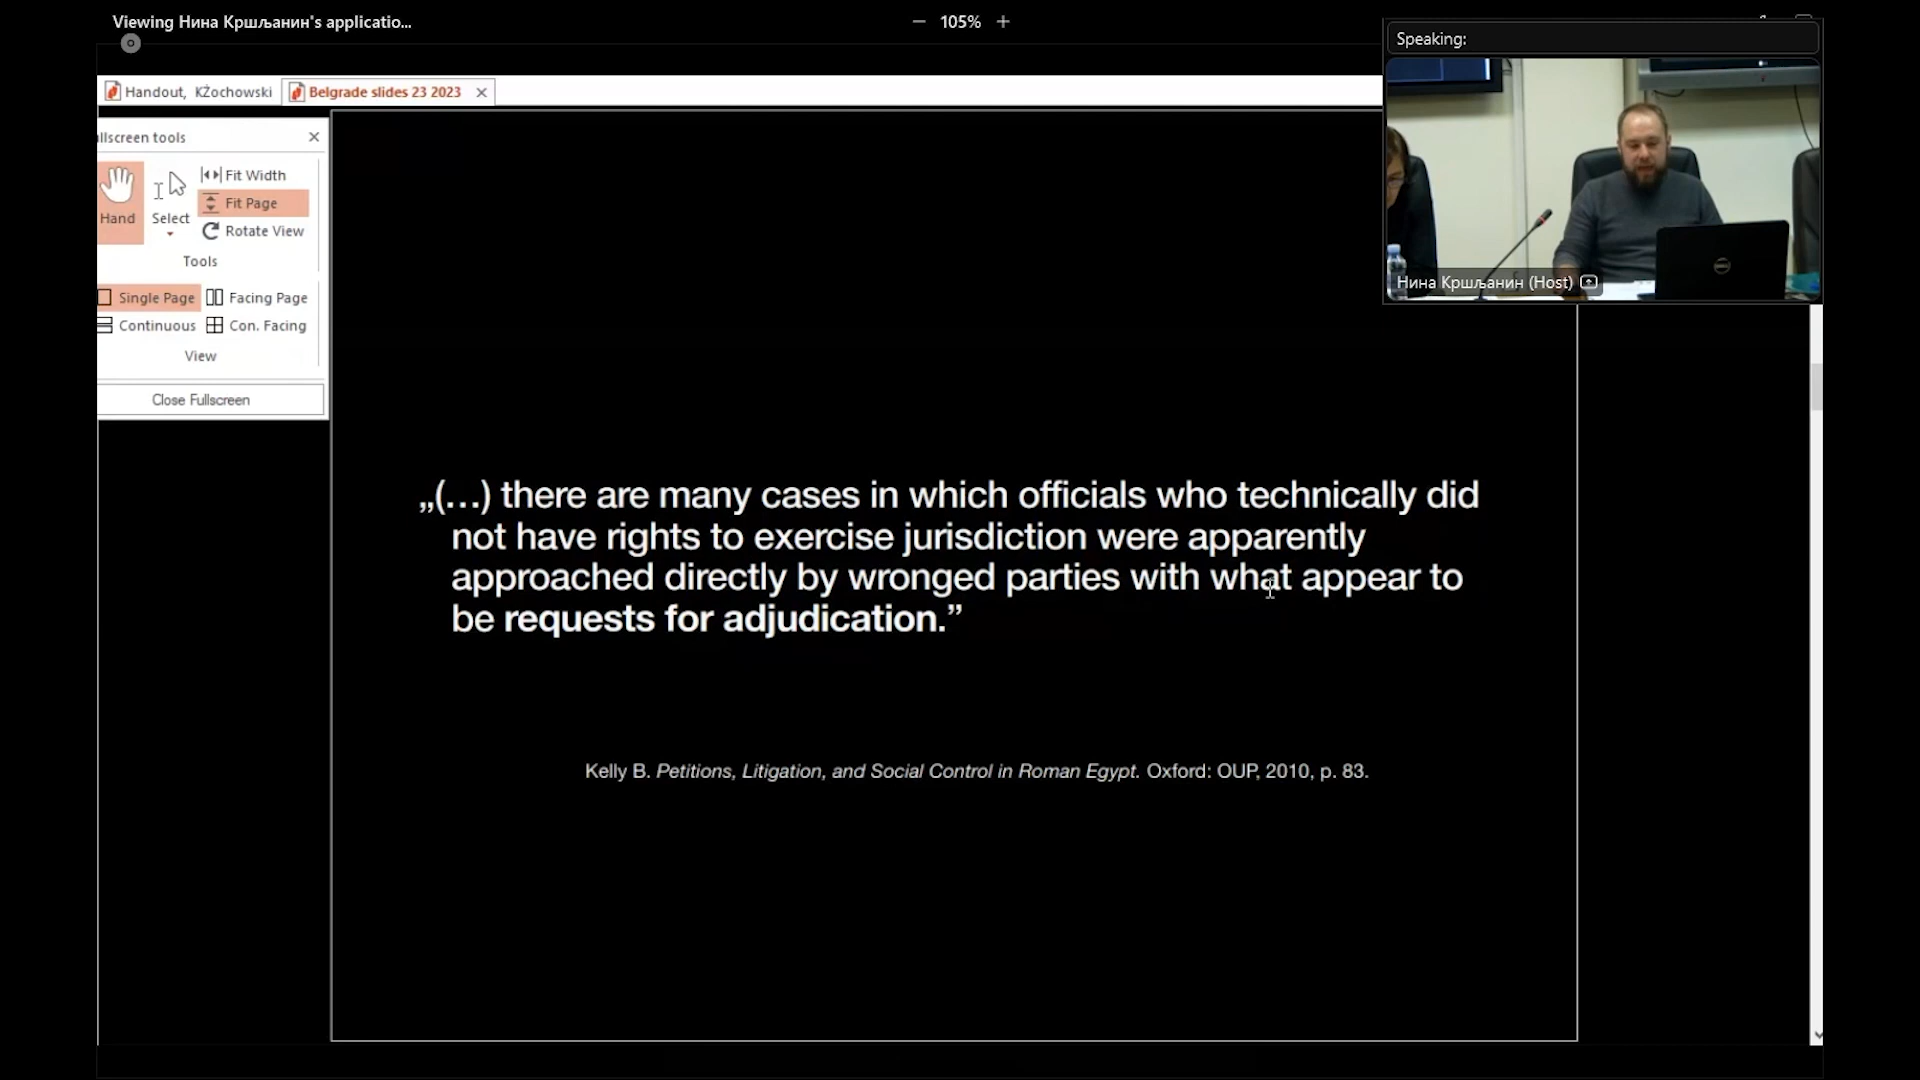 Viewing Нина Кршљанин's applicatio...
105%
Speaking:
Handout, KŻochowski
Belgrade slides 23 2023
llscreen tools
Hand
Select
Fit Width
Fit Page
Rotate View
Tools
Single Page
Facing Page
Continuous
Con. Facing
View
Close Fullscreen
Нина Кршљанин (Host)
„(…) there are many cases in which officials who technically did
not have rights to exercise jurisdiction were apparently
approached directly by wronged parties with what appear to
be requests for adjudication.”
Kelly B. Petitions, Litigation, and Social Control in Roman Egypt. Oxford: OUP, 2010, p. 83.